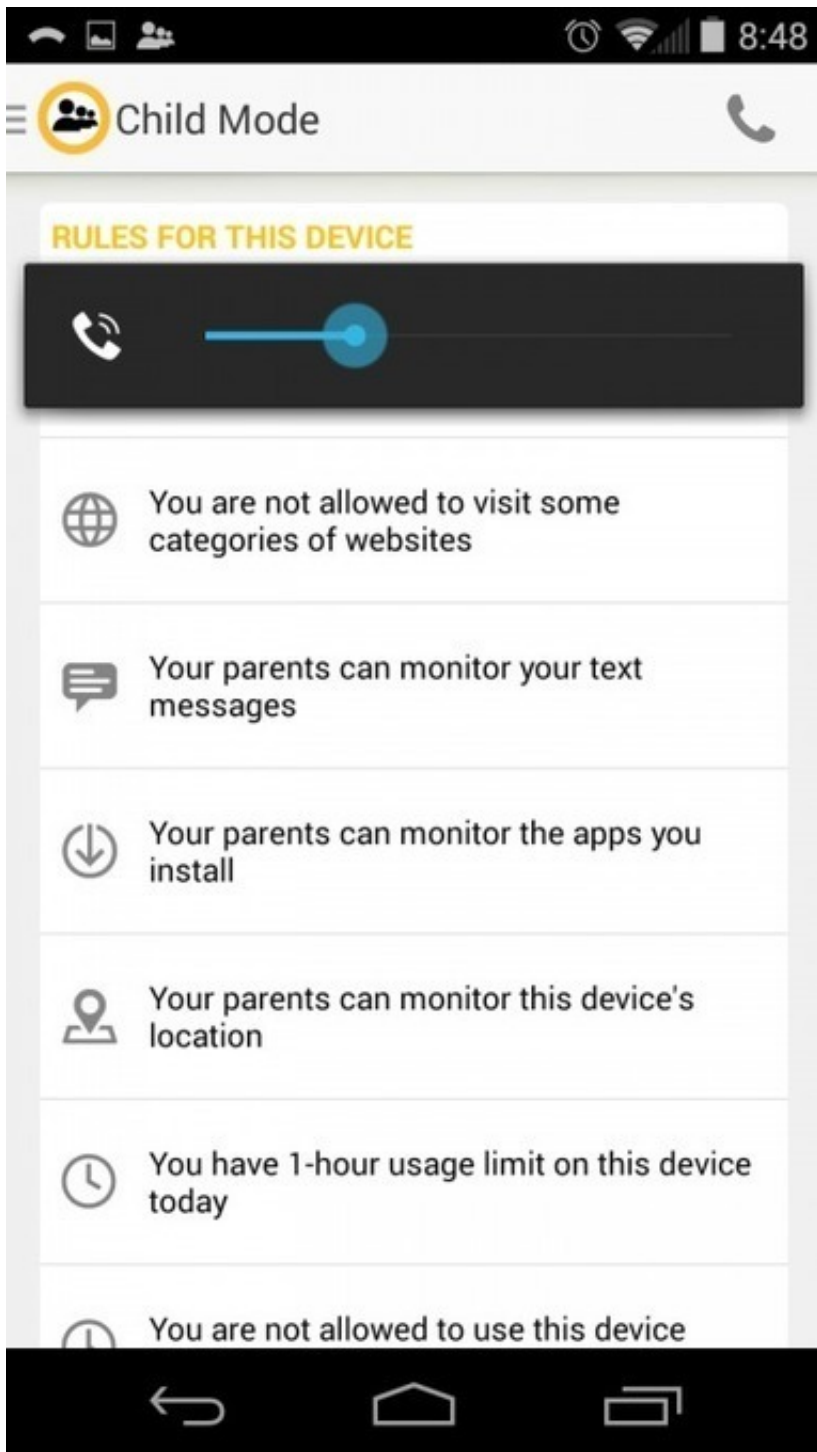 8:48
Child Mode
RULES FOR THIS DEVICE
You are not allowed to visit some
categories of websites
Your parents can monitor your text
messages
Your parents can monitor the apps you
install
Your parents can monitor this device's
location
You have 1-hour usage limit on this device
today
You are not allowed to use this device